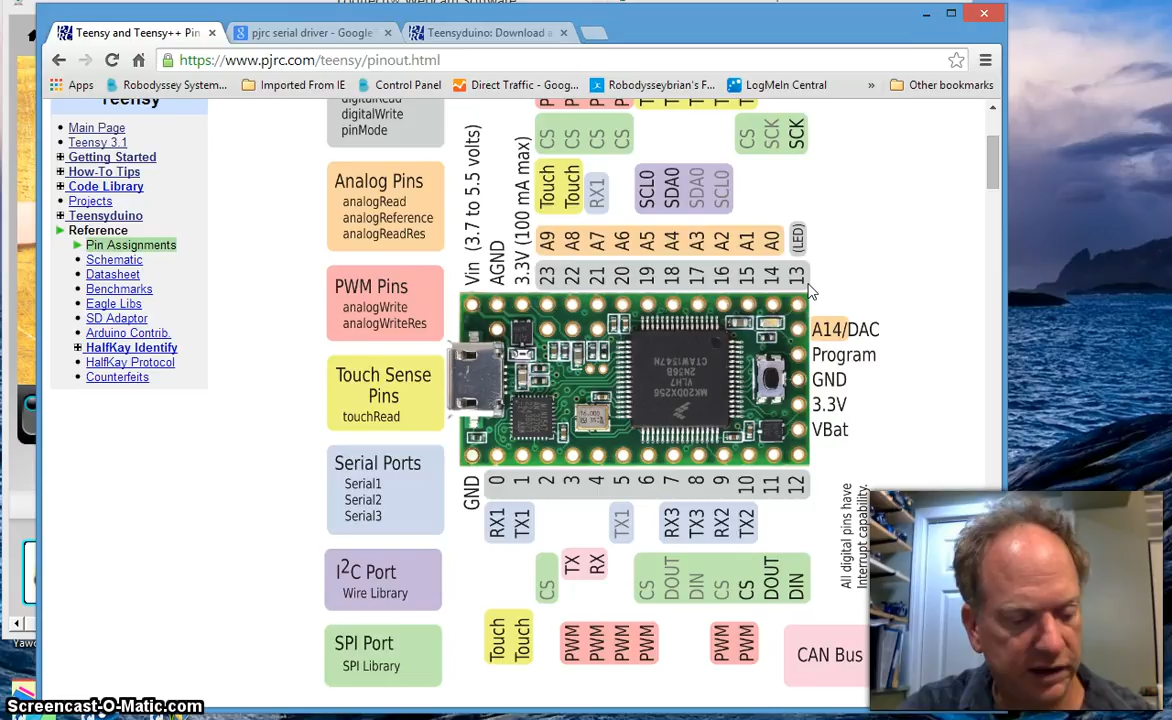 Teensy and Teensy++ Pin
pjrc serial driver - Google
Teensyduino: Download a
https://www.pjrc.com/teensy/pinout.html
Apps
Robodyssey System...
Imported From IE
Control Panel
Direct Traffic - Goog...
Robodysseybrian's F...
LogMeIn Central
»
Other bookmarks
Teensy
Main Page
Teensy 3.1
Getting Started
How-To Tips
Code Library
Projects
Teensyduino
Reference
Pin Assignments
Schematic
Datasheet
Benchmarks
Eagle Libs
SD Adaptor
Arduino Contrib.
HalfKay Identify
HalfKay Protocol
Counterfeits
digitalRead
digitalWrite
pinMode
Analog Pins
analogRead
analogReference
analogReadRes
PWM Pins
analogWrite
analogWriteRes
Touch Sense
Pins
touchRead
Serial Ports
Serial1
Serial2
Serial3
I2C Port
Wire Library
SPI Port
SPI Library
CS CS CS CS CS SCK SCK
Touch Touch RX1 SCL0 SDA0 SDA0 SCL0
Vin (3.7 to 5.5 volts)
AGND
3.3V (100 mA max)
A9 A8 A7 A6 A5 A4 A3 A2 A1 A0 (LED)
23 22 21 20 19 18 17 16 15 14 13
A14/DAC
Program
GND
3.3V
VBat
MK20DX256
VLH7
2N56B
CTAW1547N
16.000
GND 0 1 2 3 4 5 6 7 8 9 10 11 12
RX1 TX1 TX1 RX3 TX3 RX2 TX2
CS TX RX CS DOUT DIN CS CS DOUT DIN
Touch Touch PWM PWM PWM PWM PWM PWM
All digital pins have
Interrupt capability.
CAN Bus
Screencast-O-Matic.com